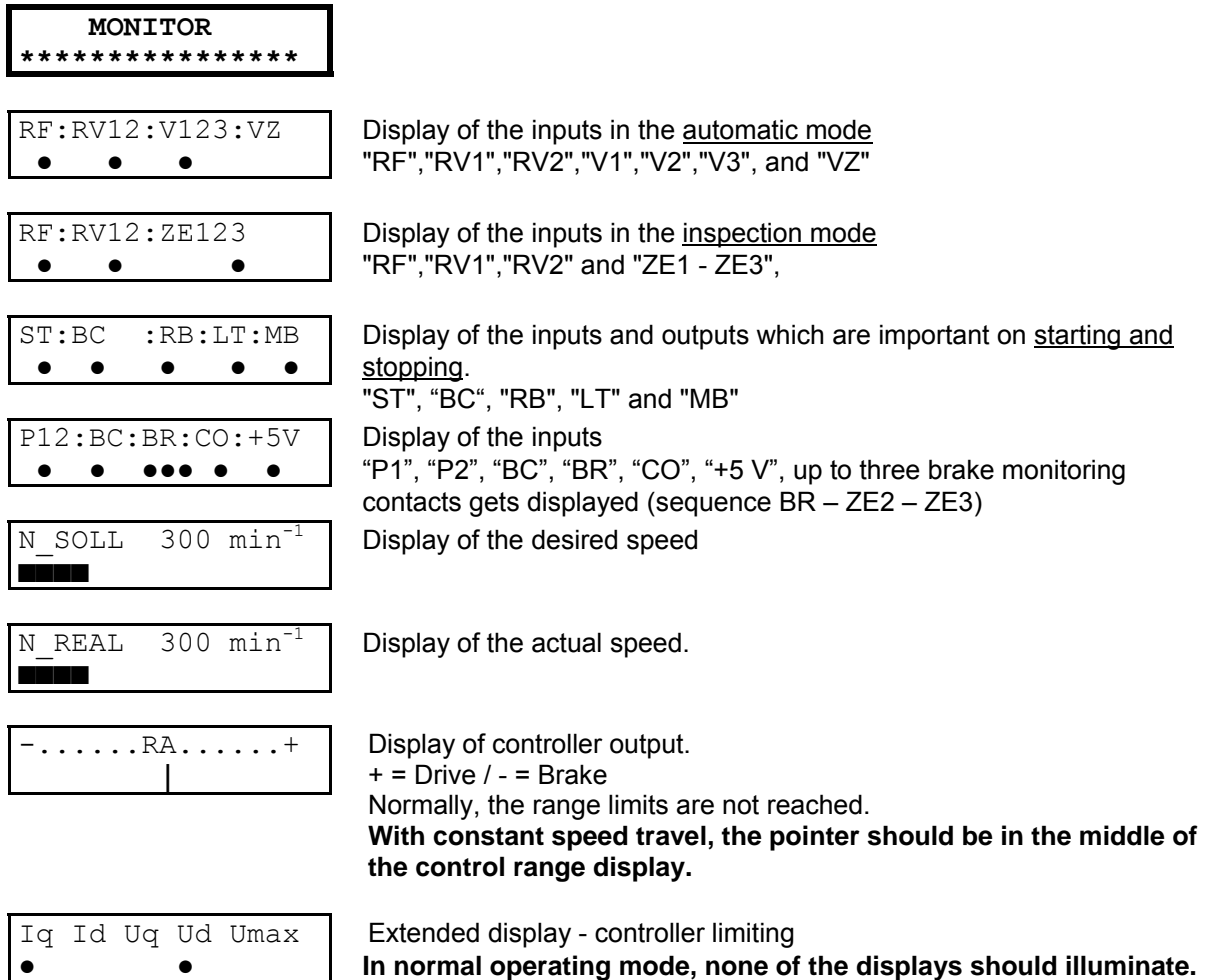 MONITOR
****************
RF:RV12:V123:VZ
● ● ●
Display of the inputs in the automatic mode
"RF","RV1","RV2","V1","V2","V3", and "VZ"
RF:RV12:ZE123
● ● ●
Display of the inputs in the inspection mode
"RF","RV1","RV2" and "ZE1 - ZE3",
ST:BC :RB:LT:MB
● ● ● ● ●
Display of the inputs and outputs which are important on starting and
stopping.
"ST", “BC“, "RB", "LT" and "MB"
P12:BC:BR:CO:+5V
● ● ●●● ● ●
Display of the inputs
“P1”, “P2”, “BC”, “BR”, “CO”, “+5 V”, up to three brake monitoring
contacts gets displayed (sequence BR – ZE2 – ZE3)
N_SOLL 300 min⁻¹
■■■■
Display of the desired speed
N_REAL 300 min⁻¹
■■■■
Display of the actual speed.
-......RA......+
|
Display of controller output.
+ = Drive / - = Brake
Normally, the range limits are not reached.
With constant speed travel, the pointer should be in the middle of
the control range display.
Iq Id Uq Ud Umax
● ●
Extended display - controller limiting
In normal operating mode, none of the displays should illuminate.